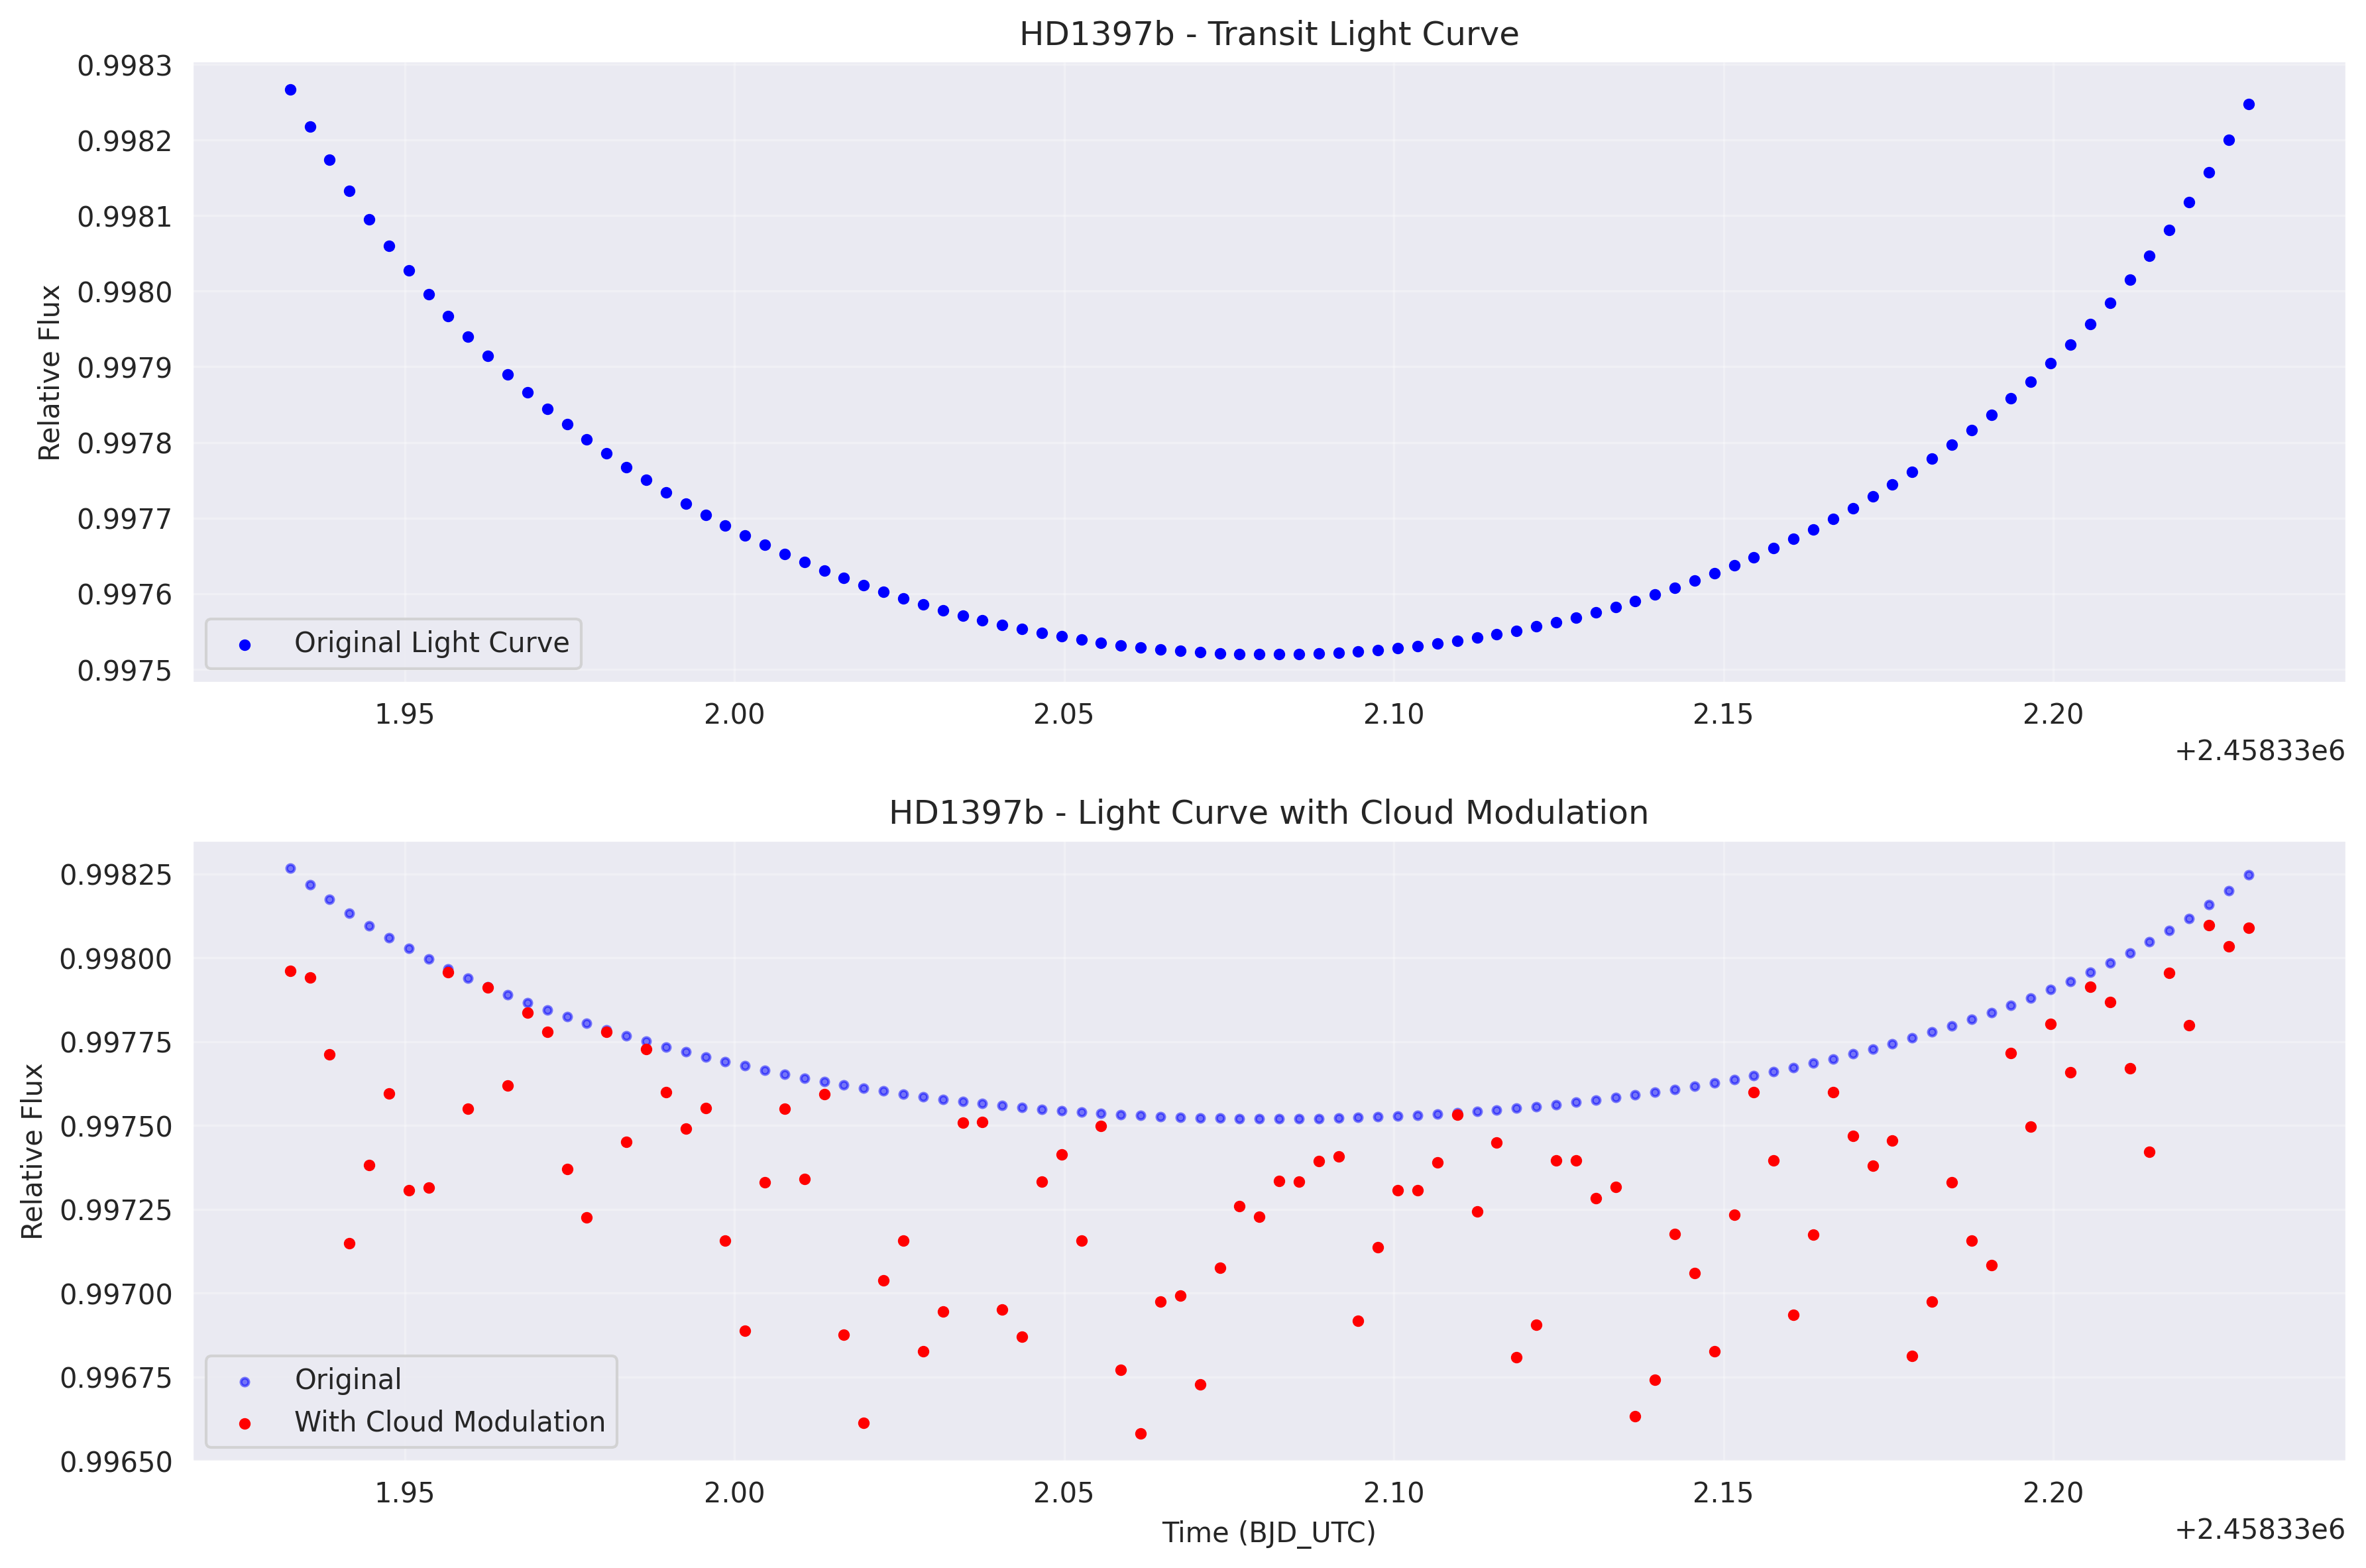 HD1397b - Transit Light Curve
Relative Flux
0.9983
0.9982
0.9981
0.9980
0.9979
0.9978
0.9977
0.9976
0.9975
Original Light Curve
1.95 2.00 2.05 2.10 2.15 2.20
+2.45833e6
HD1397b - Light Curve with Cloud Modulation
Relative Flux
0.99825
0.99800
0.99775
0.99750
0.99725
0.99700
0.99675
0.99650
Original
With Cloud Modulation
1.95 2.00 2.05 2.10 2.15 2.20
Time (BJD_UTC)
+2.45833e6